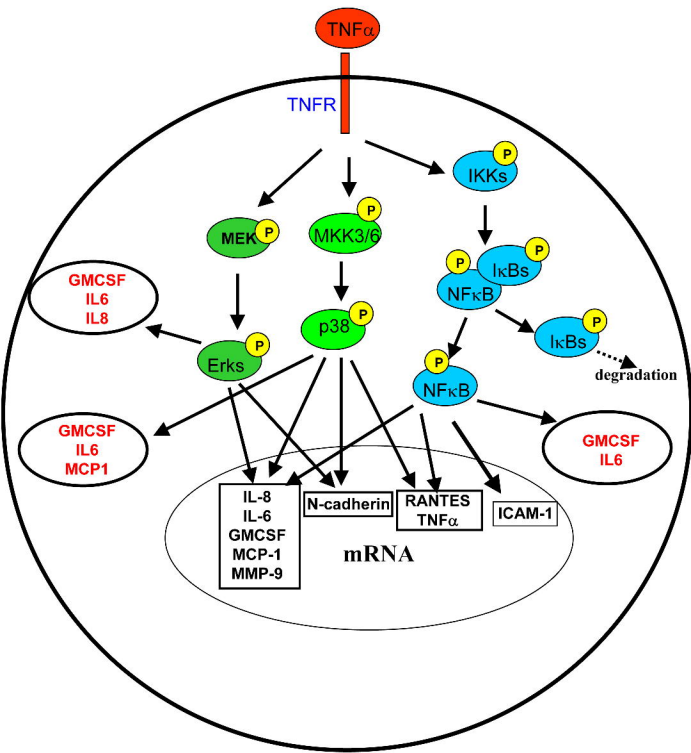 TNFα
TNFR
P
IKKs
P
MEK
P
MKK3/6
P
IκBs
P
NFκB
GMCSF
IL6
IL8
P
p38
P
IκBs
P
Erks
degradation
P
NFκB
GMCSF
IL6
MCP1
GMCSF
IL6
IL-8
IL-6
GMCSF
MCP-1
MMP-9
N-cadherin
RANTES
TNFα
ICAM-1
mRNA